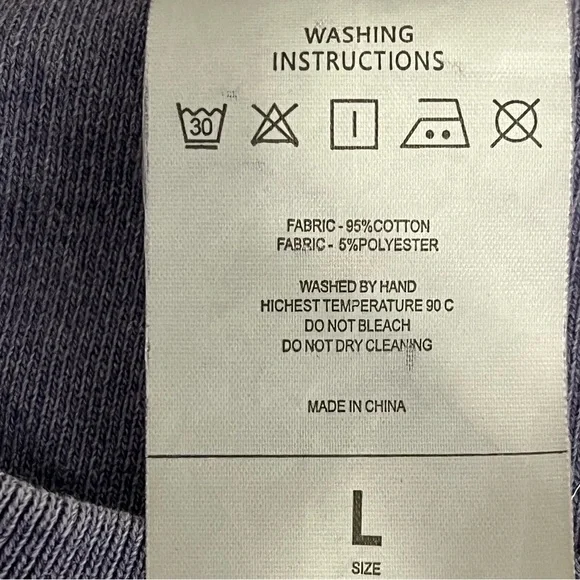 WASHING
INSTRUCTIONS
30
FABRIC - 95%COTTON
FABRIC - 5%POLYESTER
WASHED BY HAND
HICHEST TEMPERATURE 90 C
DO NOT BLEACH
DO NOT DRY CLEANING
MADE IN CHINA
L
SIZE